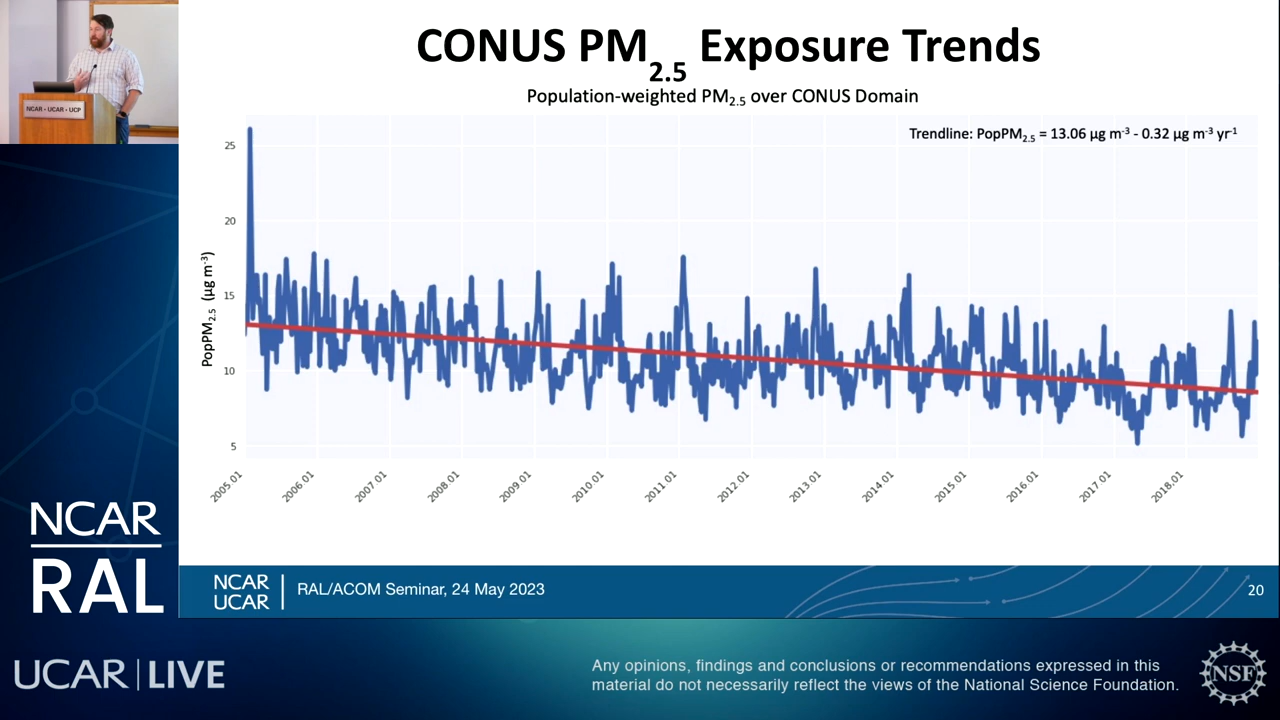 CONUS PM2.5 Exposure Trends
Population-weighted PM2.5 over CONUS Domain
Trendline: PopPM2.5 = 13.06 µg m-3 - 0.32 µg m-3 yr-1
PopPM2.5 (µg m-3)
25
20
15
10
5
2005 01
2006 01
2007 01
2008 01
2009 01
2010 01
2011 01
2012 01
2013 01
2014 01
2015 01
2016 01
2017 01
2018 01
NCAR • UCAR • UCP
NCAR
RAL
NCAR
UCAR
RAL/ACOM Seminar, 24 May 2023
20
UCAR | LIVE
Any opinions, findings and conclusions or recommendations expressed in this
material do not necessarily reflect the views of the National Science Foundation.
NSF